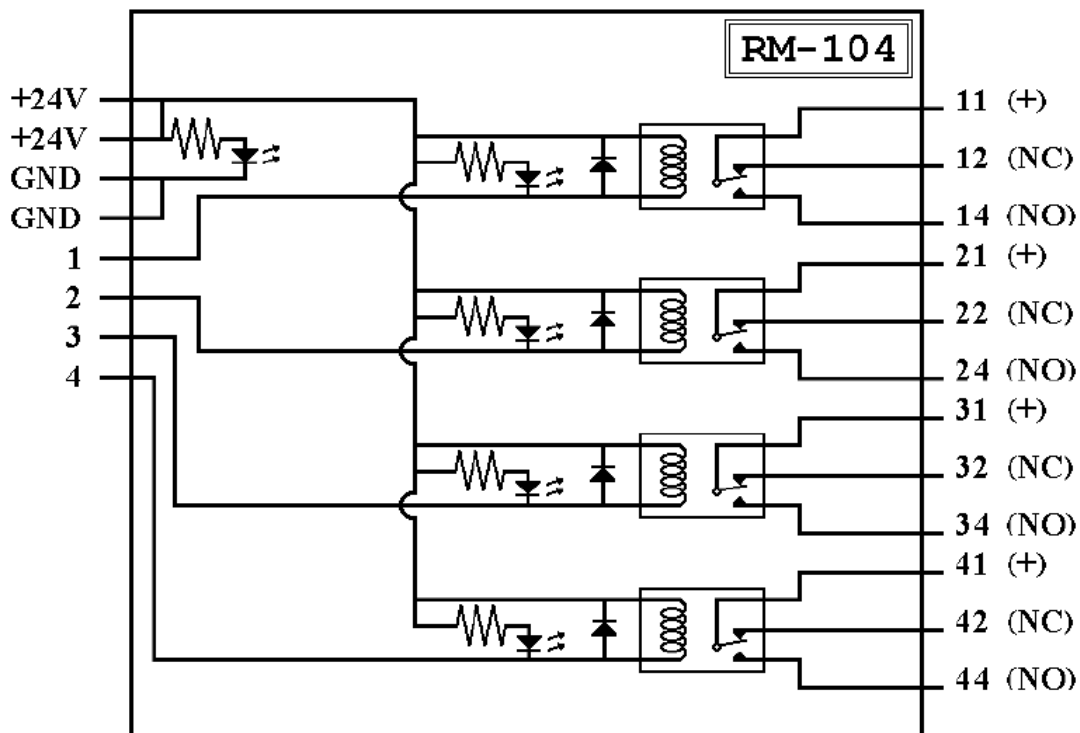 RM-104
+24V
+24V
GND
GND
1
2
3
4
11 (+)
12 (NC)
14 (NO)
21 (+)
22 (NC)
24 (NO)
31 (+)
32 (NC)
34 (NO)
41 (+)
42 (NC)
44 (NO)